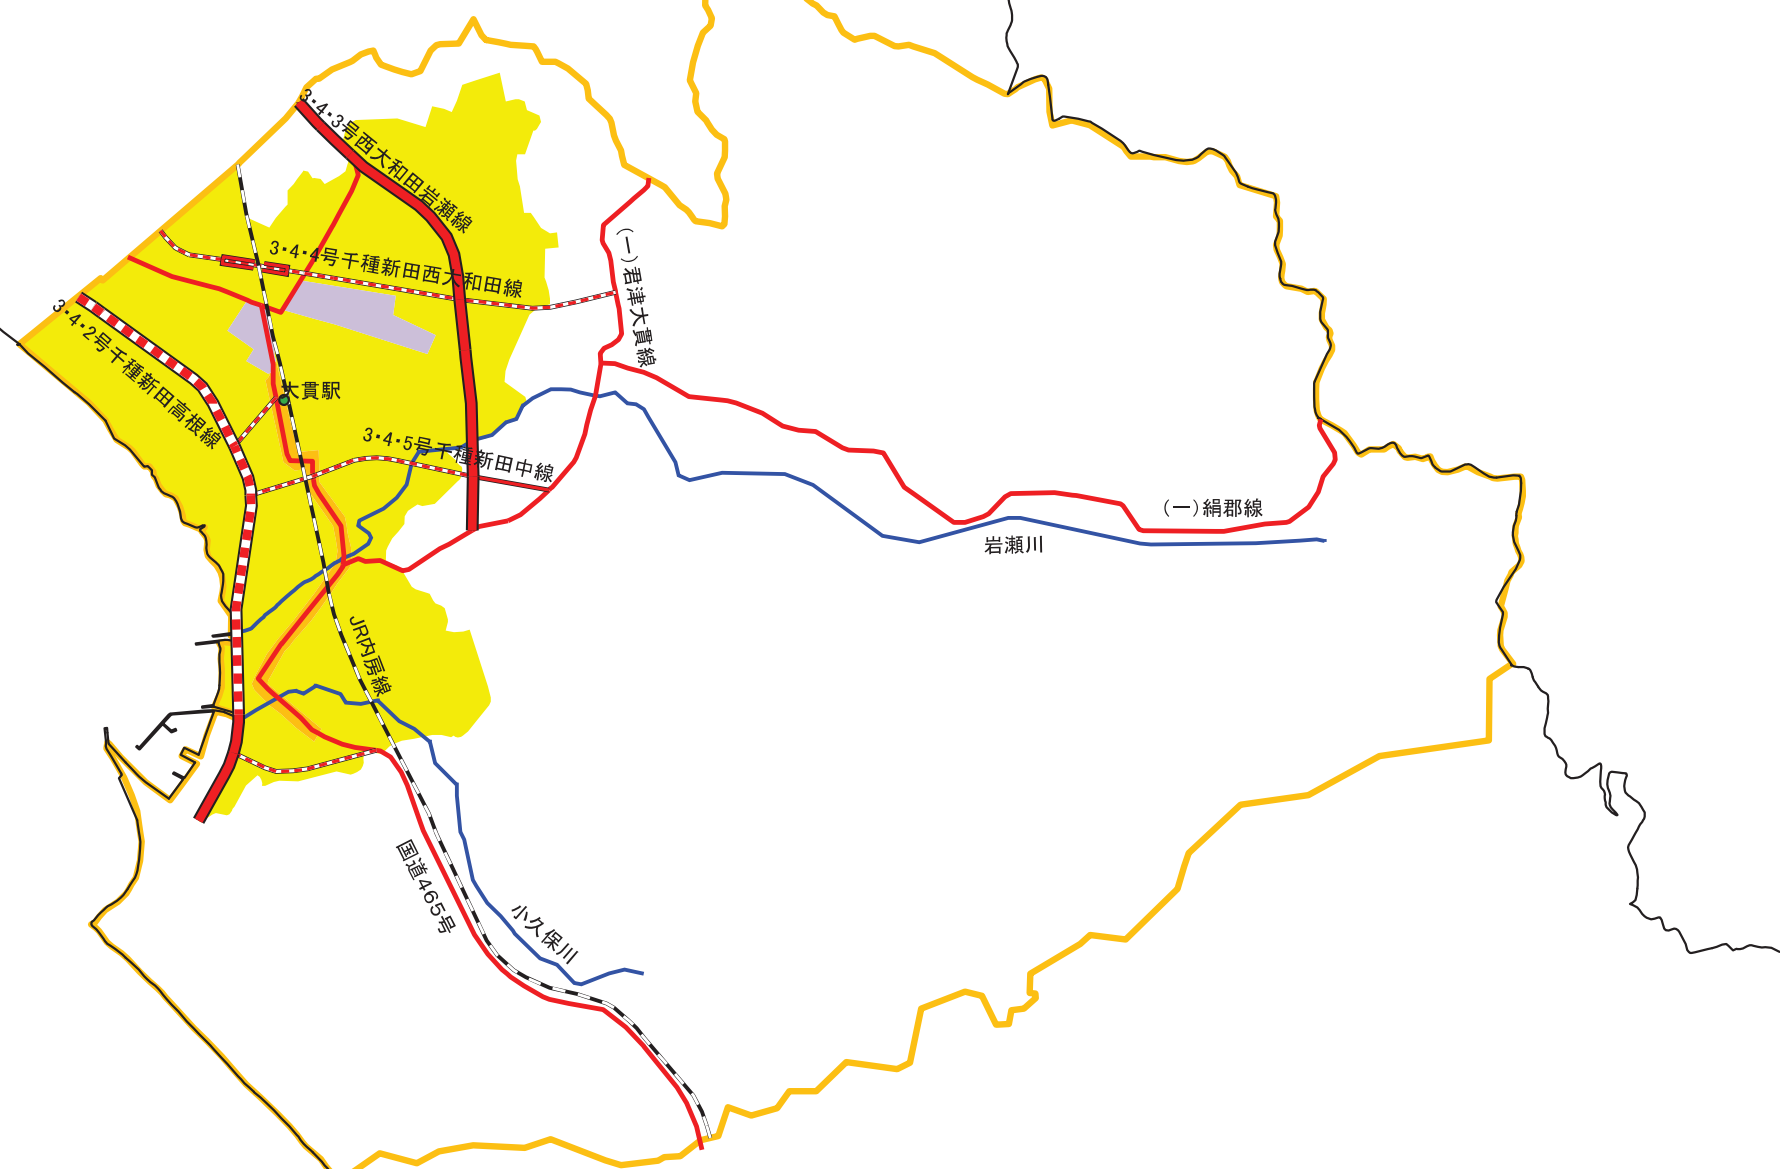 3・4・3号西大和田岩瀬線
3・4・4号千種新田西大和田線
(一)君津大貫線
3・4・2号千種新田高根線
大貫駅
3・4・5号千種新田中線
(一)絹郡線
岩瀬川
JR内房線
国道465号
小久保川